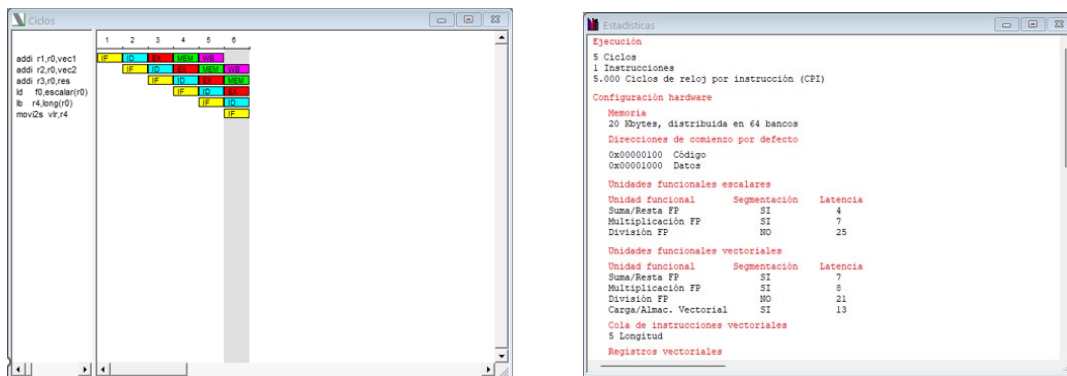 Ciclos
1 2 3 4 5 6
addi r1,r0,vec1 IF ID EX MEM WB
addi r2,r0,vec2 IF ID EX MEM WB
addi r3,r0,res IF ID EX MEM
ld f0,escalar(r0) IF ID EX
lb r4,long(r0) IF ID
movi2s vlr,r4 IF
Estadísticas
Ejecución
5 Ciclos
1 Instrucciones
5.000 Ciclos de reloj por instrucción (CPI)
Configuración hardware
Memoria
20 Kbytes, distribuida en 64 bancos
Direcciones de comienzo por defecto
0x00000100 Código
0x00001000 Datos
Unidades funcionales escalares
Unidad funcional Segmentación Latencia
Suma/Resta FP SI 4
Multiplicación FP SI 7
División FP NO 25
Unidades funcionales vectoriales
Unidad funcional Segmentación Latencia
Suma/Resta FP SI 7
Multiplicación FP SI 8
División FP NO 21
Carga/Almac. Vectorial SI 13
Cola de instrucciones vectoriales
5 Longitud
Registros vectoriales